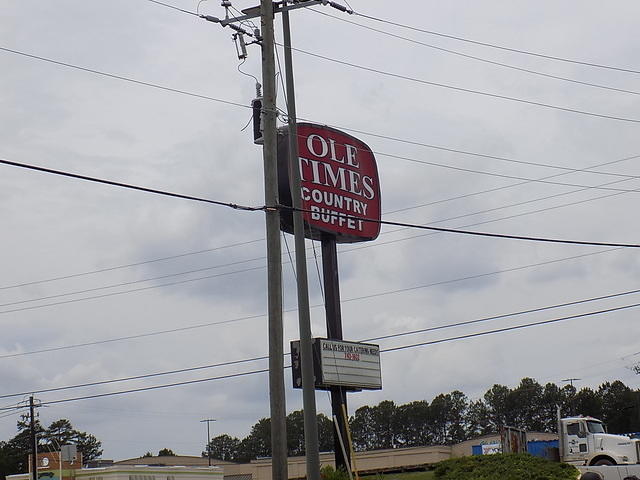 OLE
TIMES
COUNTRY
BUFFET
CALL US FOR YOUR CATERING NEEDS